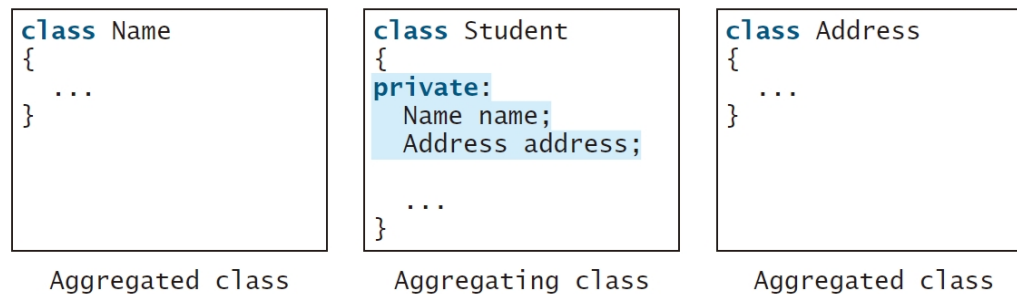 class Name
{
...
}
Aggregated class
class Student
{
private:
Name name;
Address address;
...
}
Aggregating class
class Address
{
...
}
Aggregated class